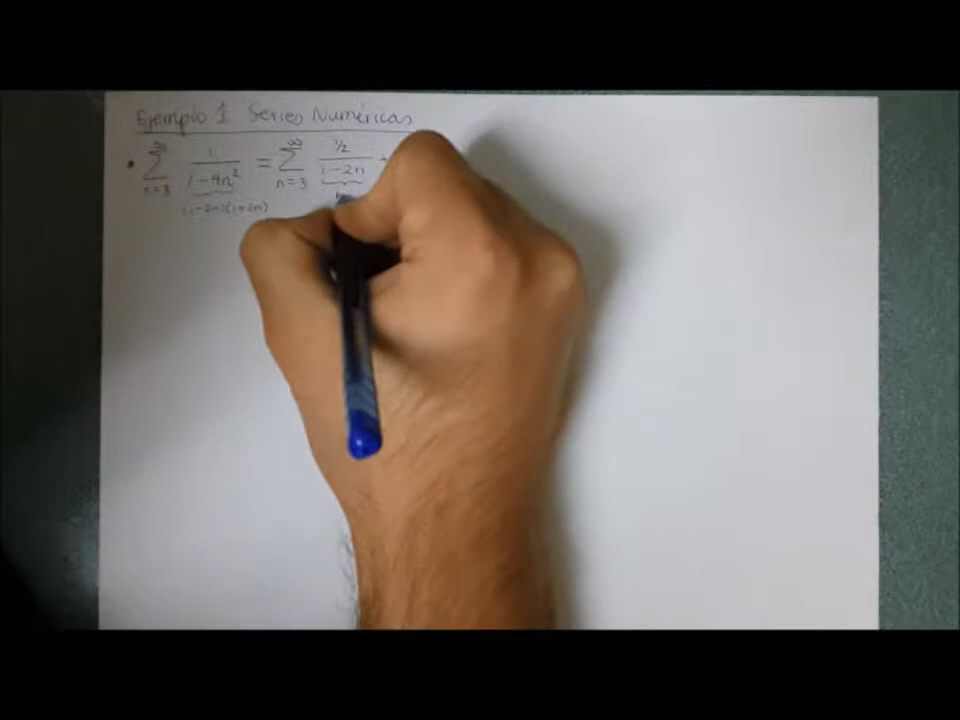 Ejemplo 1 Series Numéricas
• ∑_{n=3}^{∞} 1/(1-4n²) = ∑_{n=3}^{∞} (1/2)/(1-2n) +
(1-2n)(1+2n)